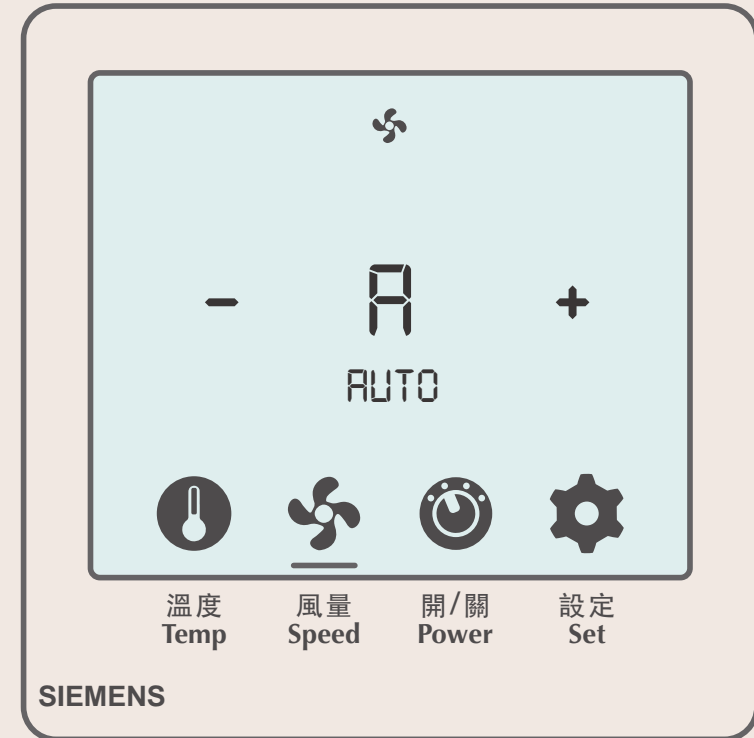 - A +
AUTO
溫度 風量 開/關 設定
Temp Speed Power Set
SIEMENS